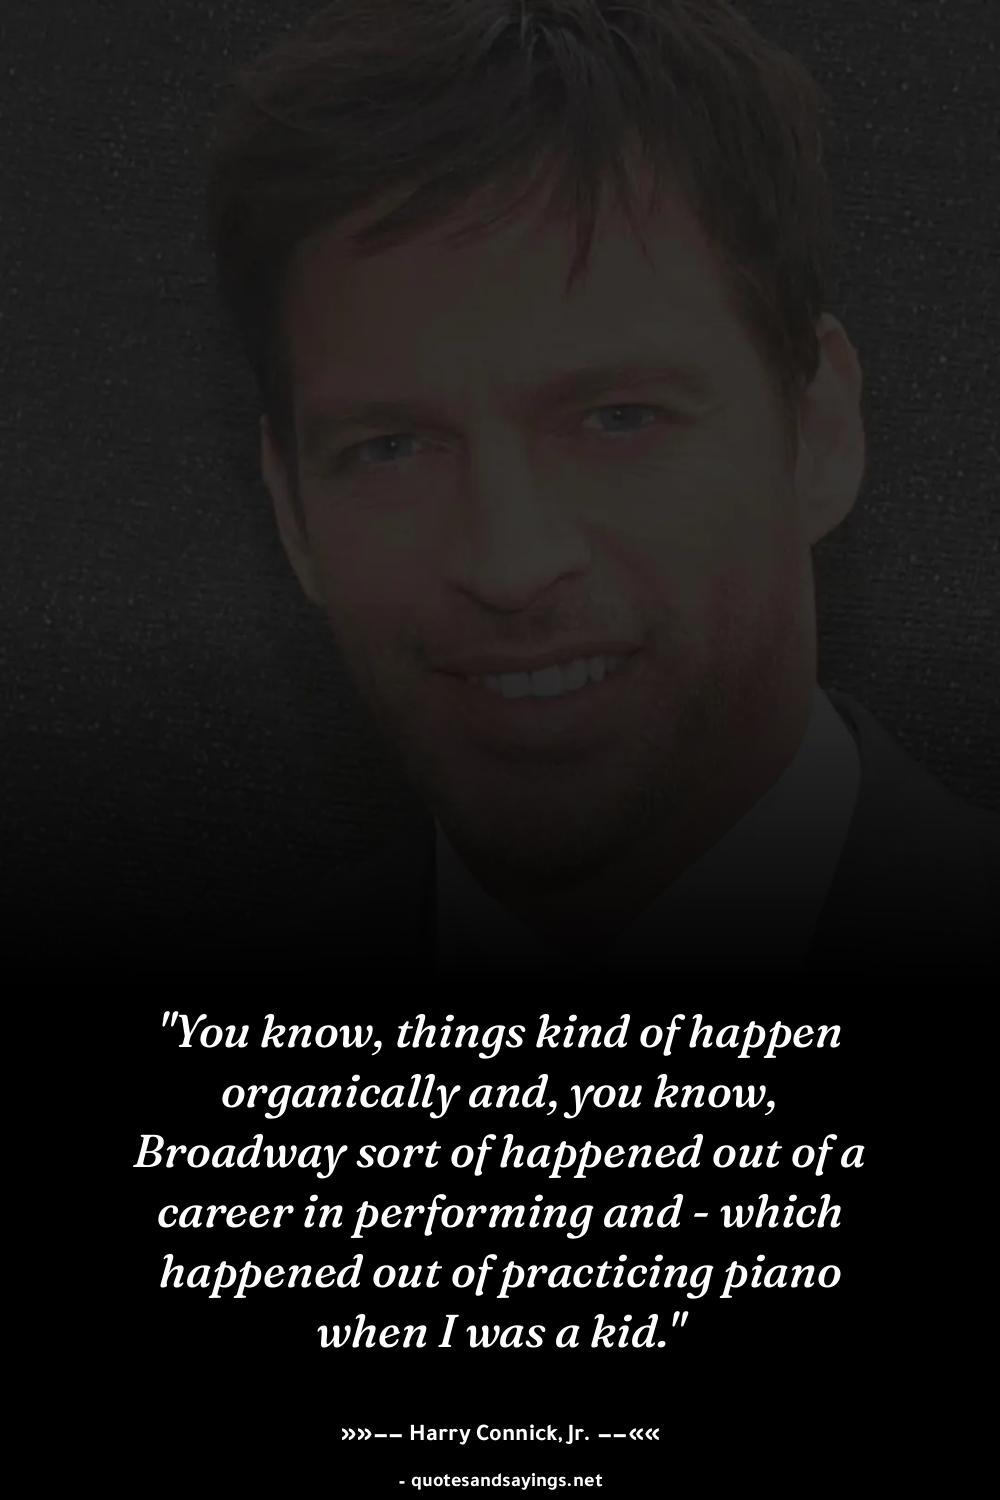 "You know, things kind of happen
organically and, you know,
Broadway sort of happened out of a
career in performing and - which
happened out of practicing piano
when I was a kid."
»»–– Harry Connick, Jr. ––««
- quotesandsayings.net